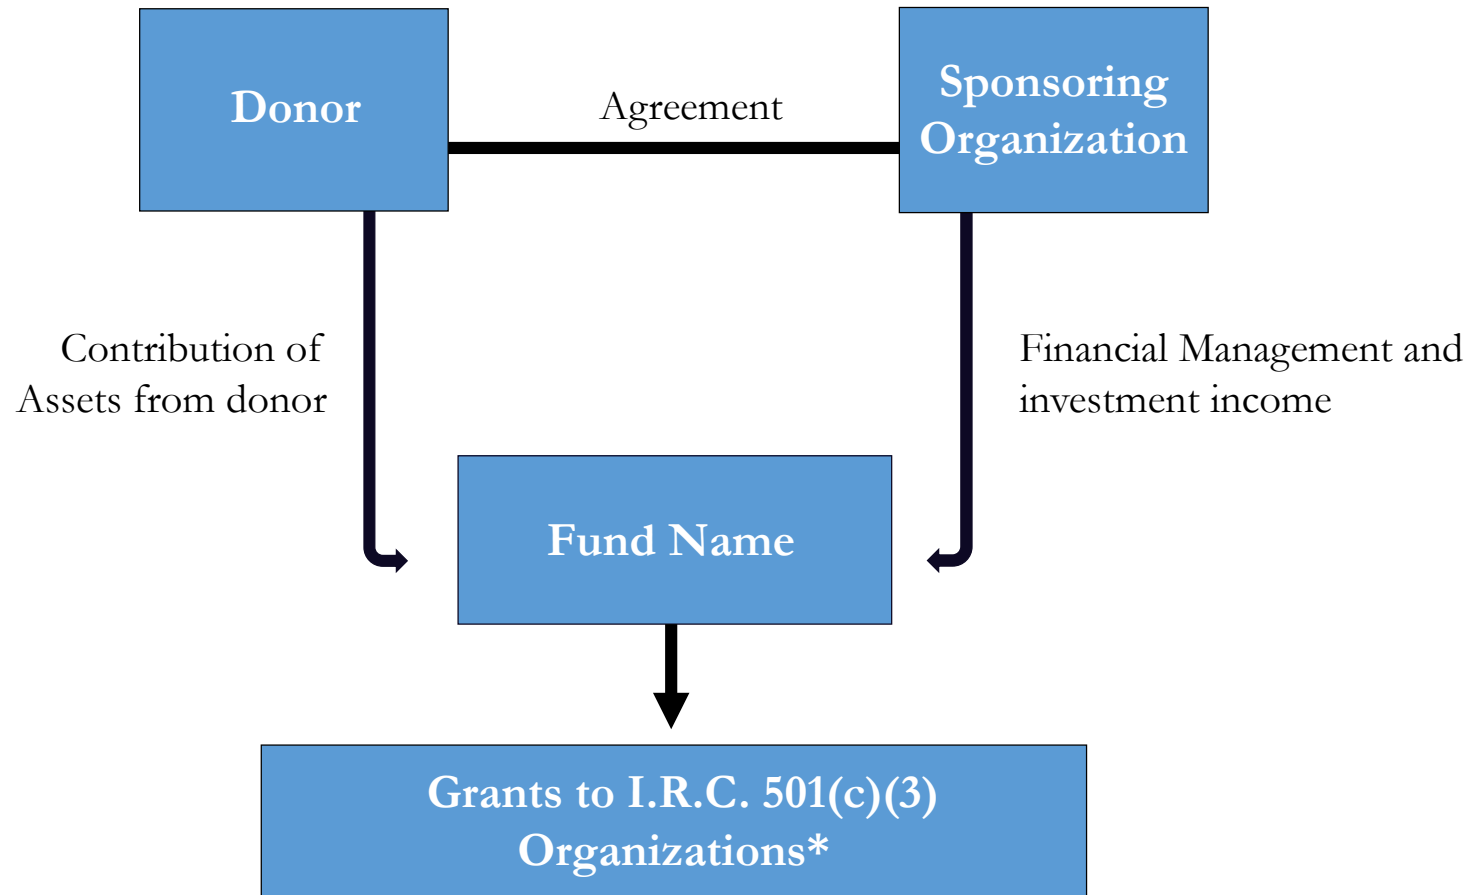 Donor
Agreement
Sponsoring
Organization
Contribution of
Assets from donor
Financial Management and
investment income
Fund Name
Grants to I.R.C. 501(c)(3)
Organizations*